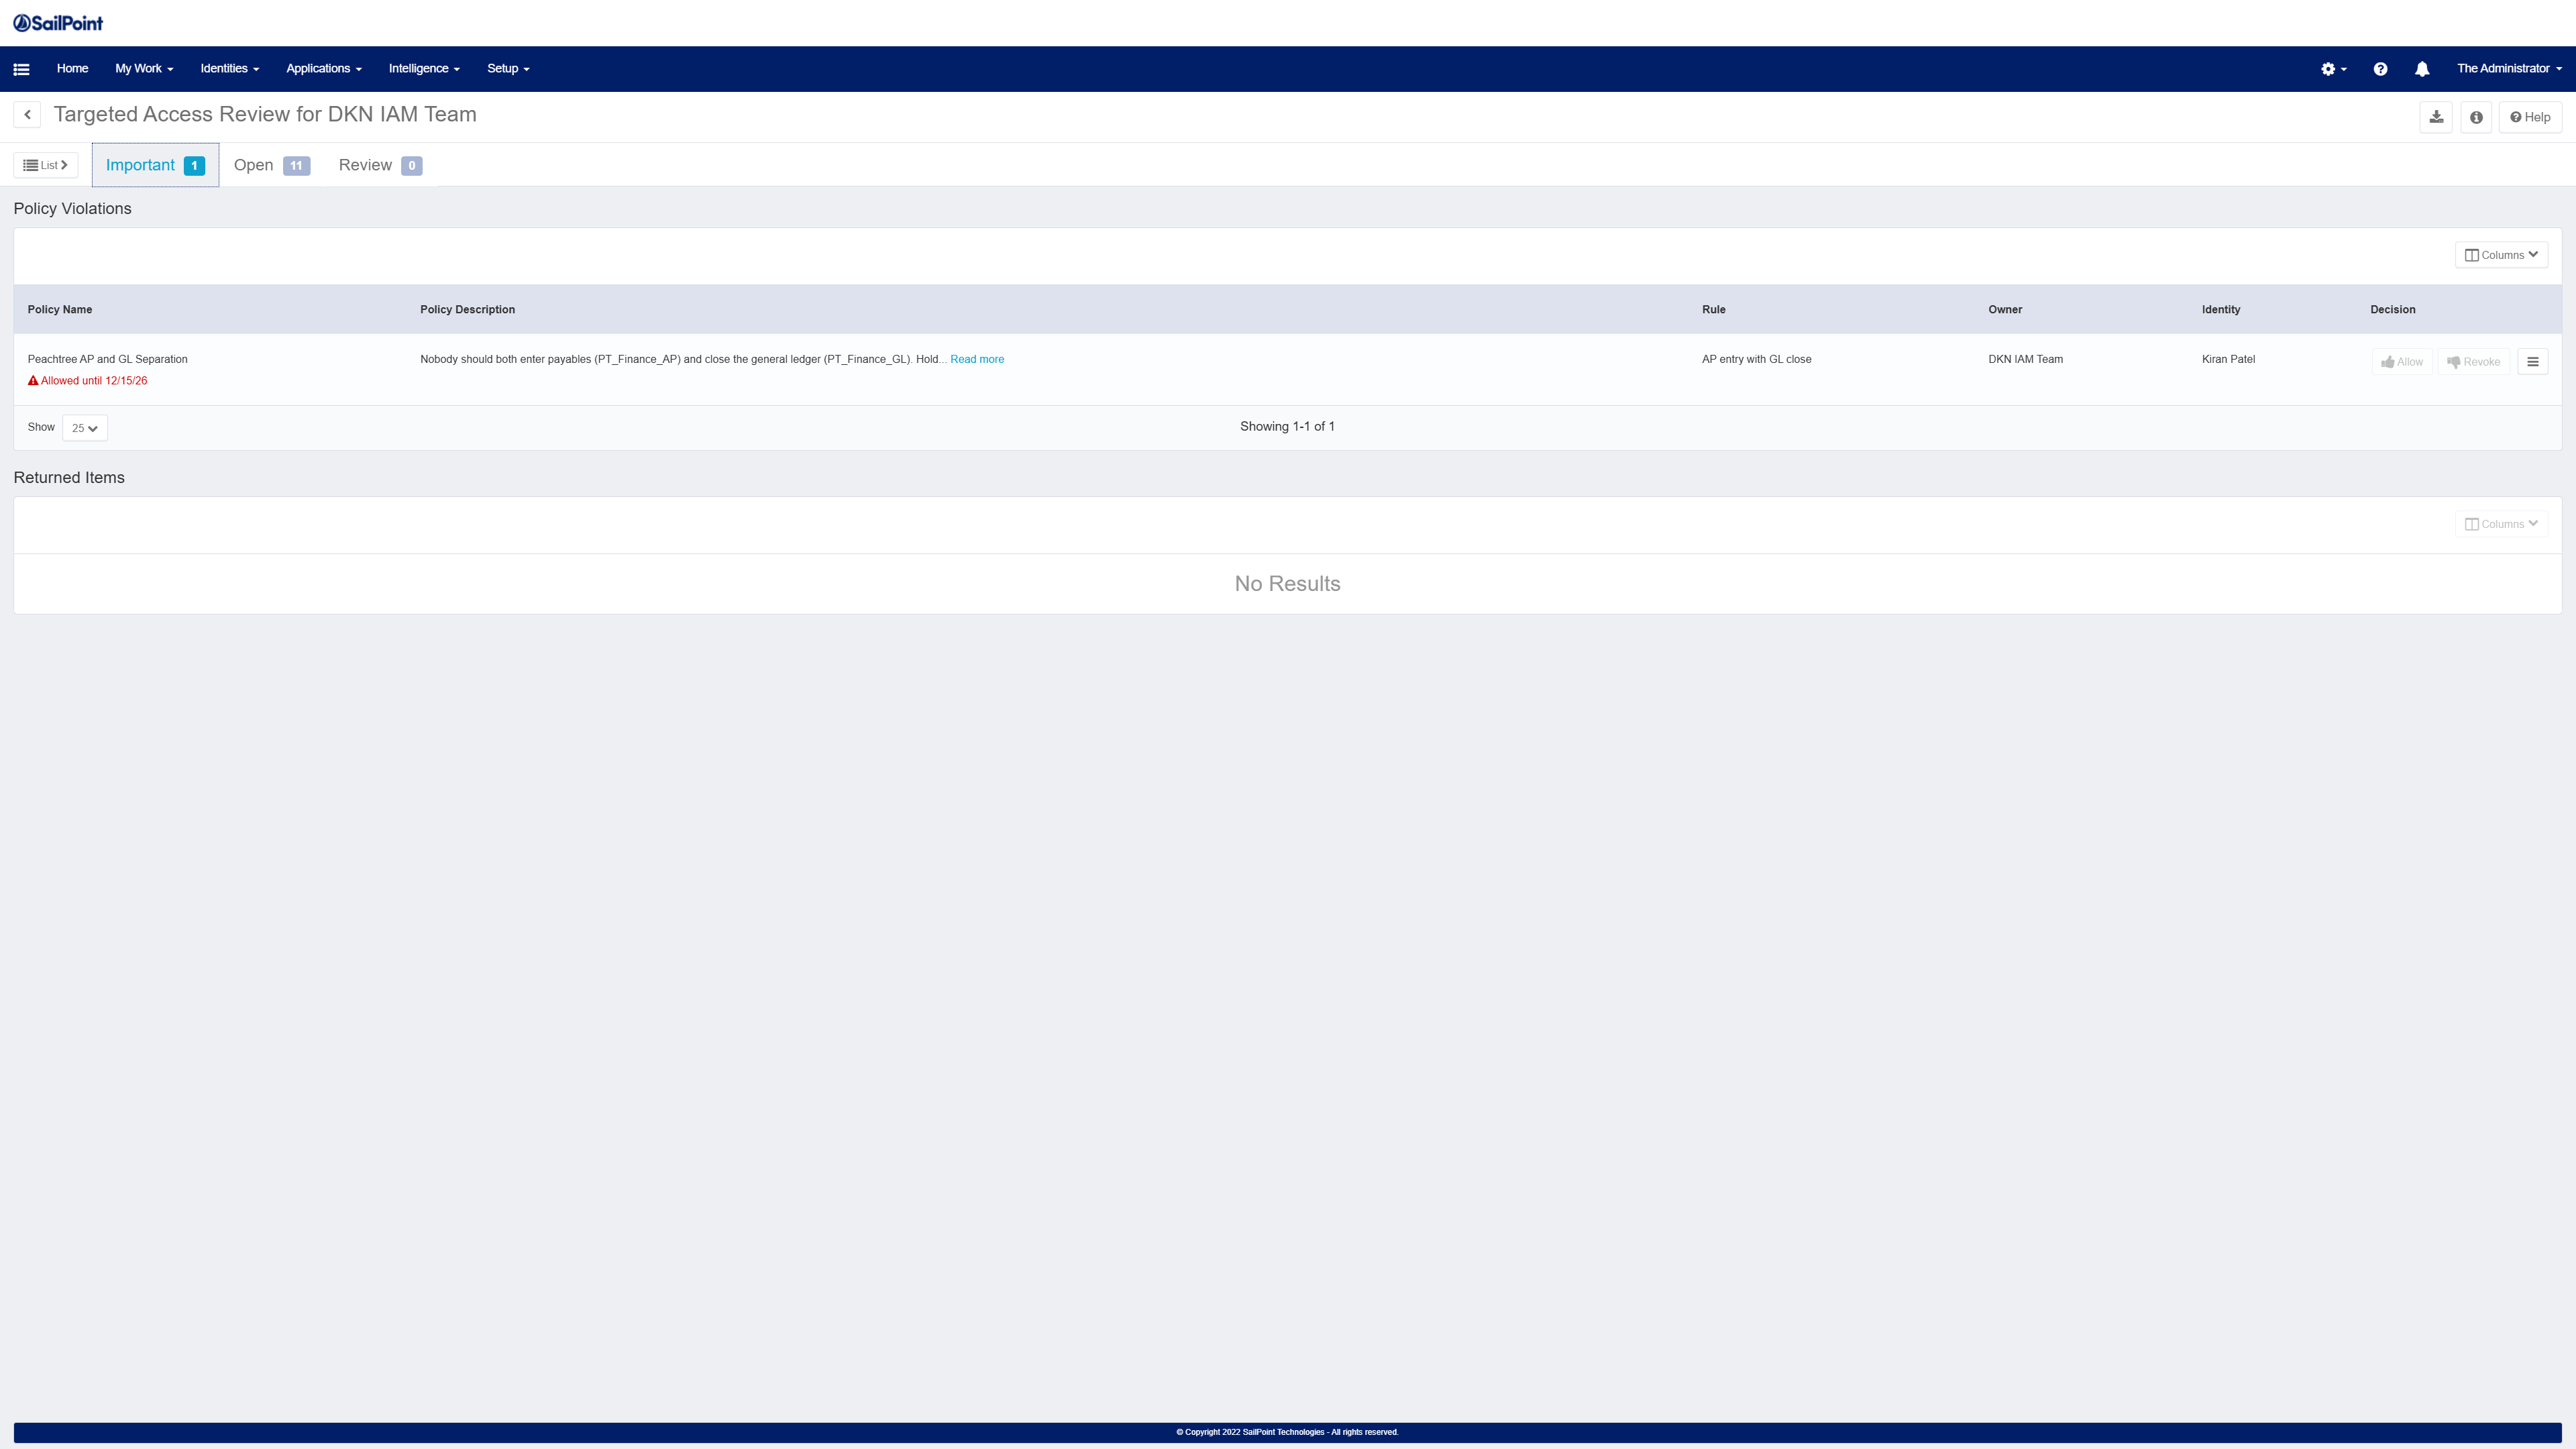 SailPoint
Home My Work Identities Applications Intelligence Setup The Administrator
Targeted Access Review for DKN IAM Team Help
List Important 1 Open 11 Review 0
Policy Violations
Columns
Policy Name Policy Description Rule Owner Identity Decision
Peachtree AP and GL Separation Nobody should both enter payables (PT_Finance_AP) and close the general ledger (PT_Finance_GL). Hold... Read more AP entry with GL close DKN IAM Team Kiran Patel Allow Revoke
Allowed until 12/15/26
Show 25 Showing 1-1 of 1
Returned Items
Columns
No Results
© Copyright 2022 SailPoint Technologies - All rights reserved.